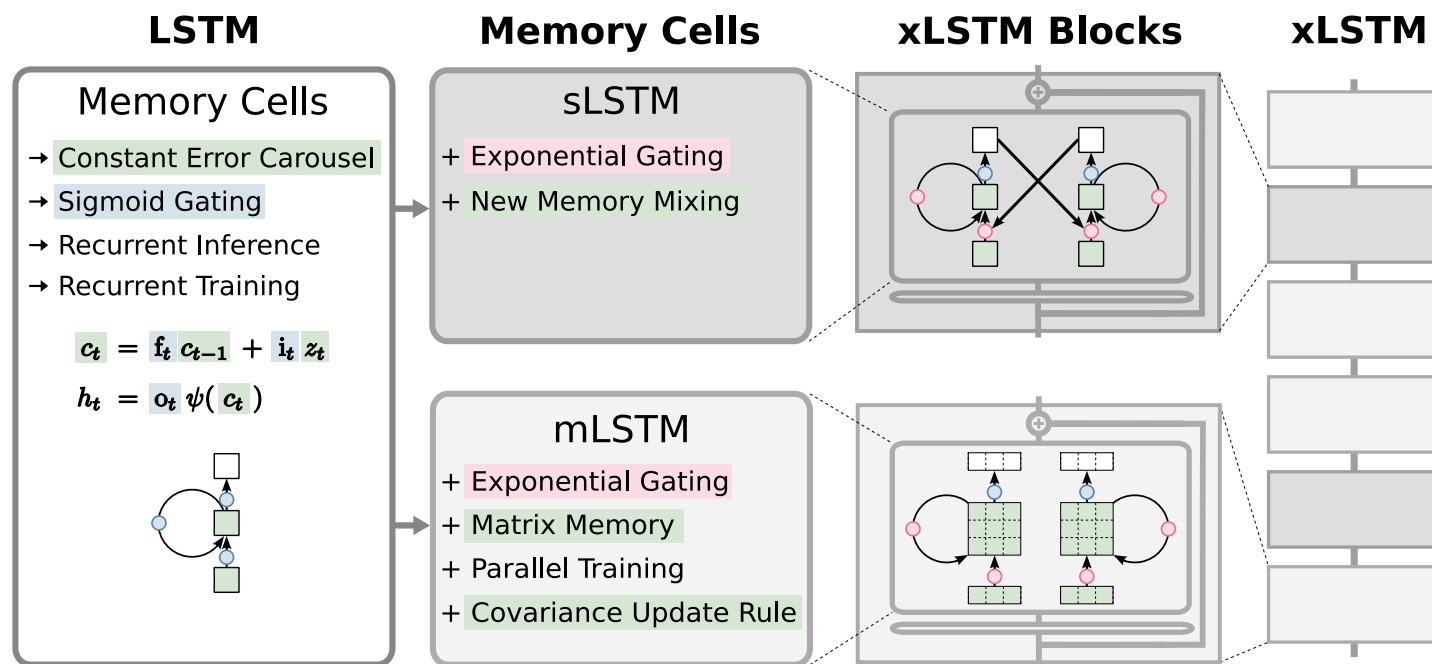 LSTM
Memory Cells
→ Constant Error Carousel
→ Sigmoid Gating
→ Recurrent Inference
→ Recurrent Training
c_t = f_t c_{t-1} + i_t z_t
h_t = o_t ψ( c_t )
Memory Cells
sLSTM
+ Exponential Gating
+ New Memory Mixing
mLSTM
+ Exponential Gating
+ Matrix Memory
+ Parallel Training
+ Covariance Update Rule
xLSTM Blocks
xLSTM